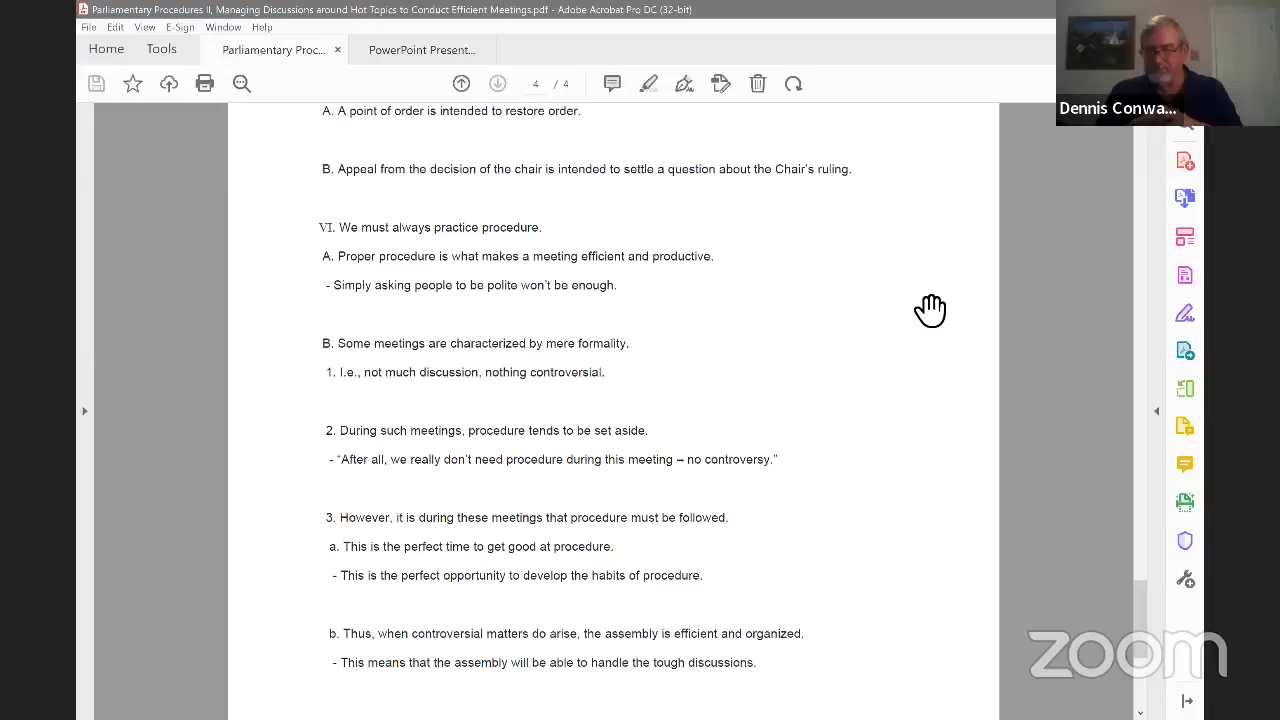 Parliamentary Procedures II, Managing Discussions around Hot Topics to Conduct Efficient Meetings.pdf - Adobe Acrobat Pro DC (32-bit)
File Edit View E-Sign Window Help
Home Tools Parliamentary Proc... × PowerPoint Present...
4 / 4
Dennis Conwa...
A. A point of order is intended to restore order.
B. Appeal from the decision of the chair is intended to settle a question about the Chair's ruling.
VI. We must always practice procedure.
A. Proper procedure is what makes a meeting efficient and productive.
- Simply asking people to be polite won't be enough.
B. Some meetings are characterized by mere formality.
1. I.e., not much discussion, nothing controversial.
2. During such meetings, procedure tends to be set aside.
- “After all, we really don't need procedure during this meeting – no controversy.”
3. However, it is during these meetings that procedure must be followed.
a. This is the perfect time to get good at procedure.
- This is the perfect opportunity to develop the habits of procedure.
b. Thus, when controversial matters do arise, the assembly is efficient and organized.
- This means that the assembly will be able to handle the tough discussions.
zoom